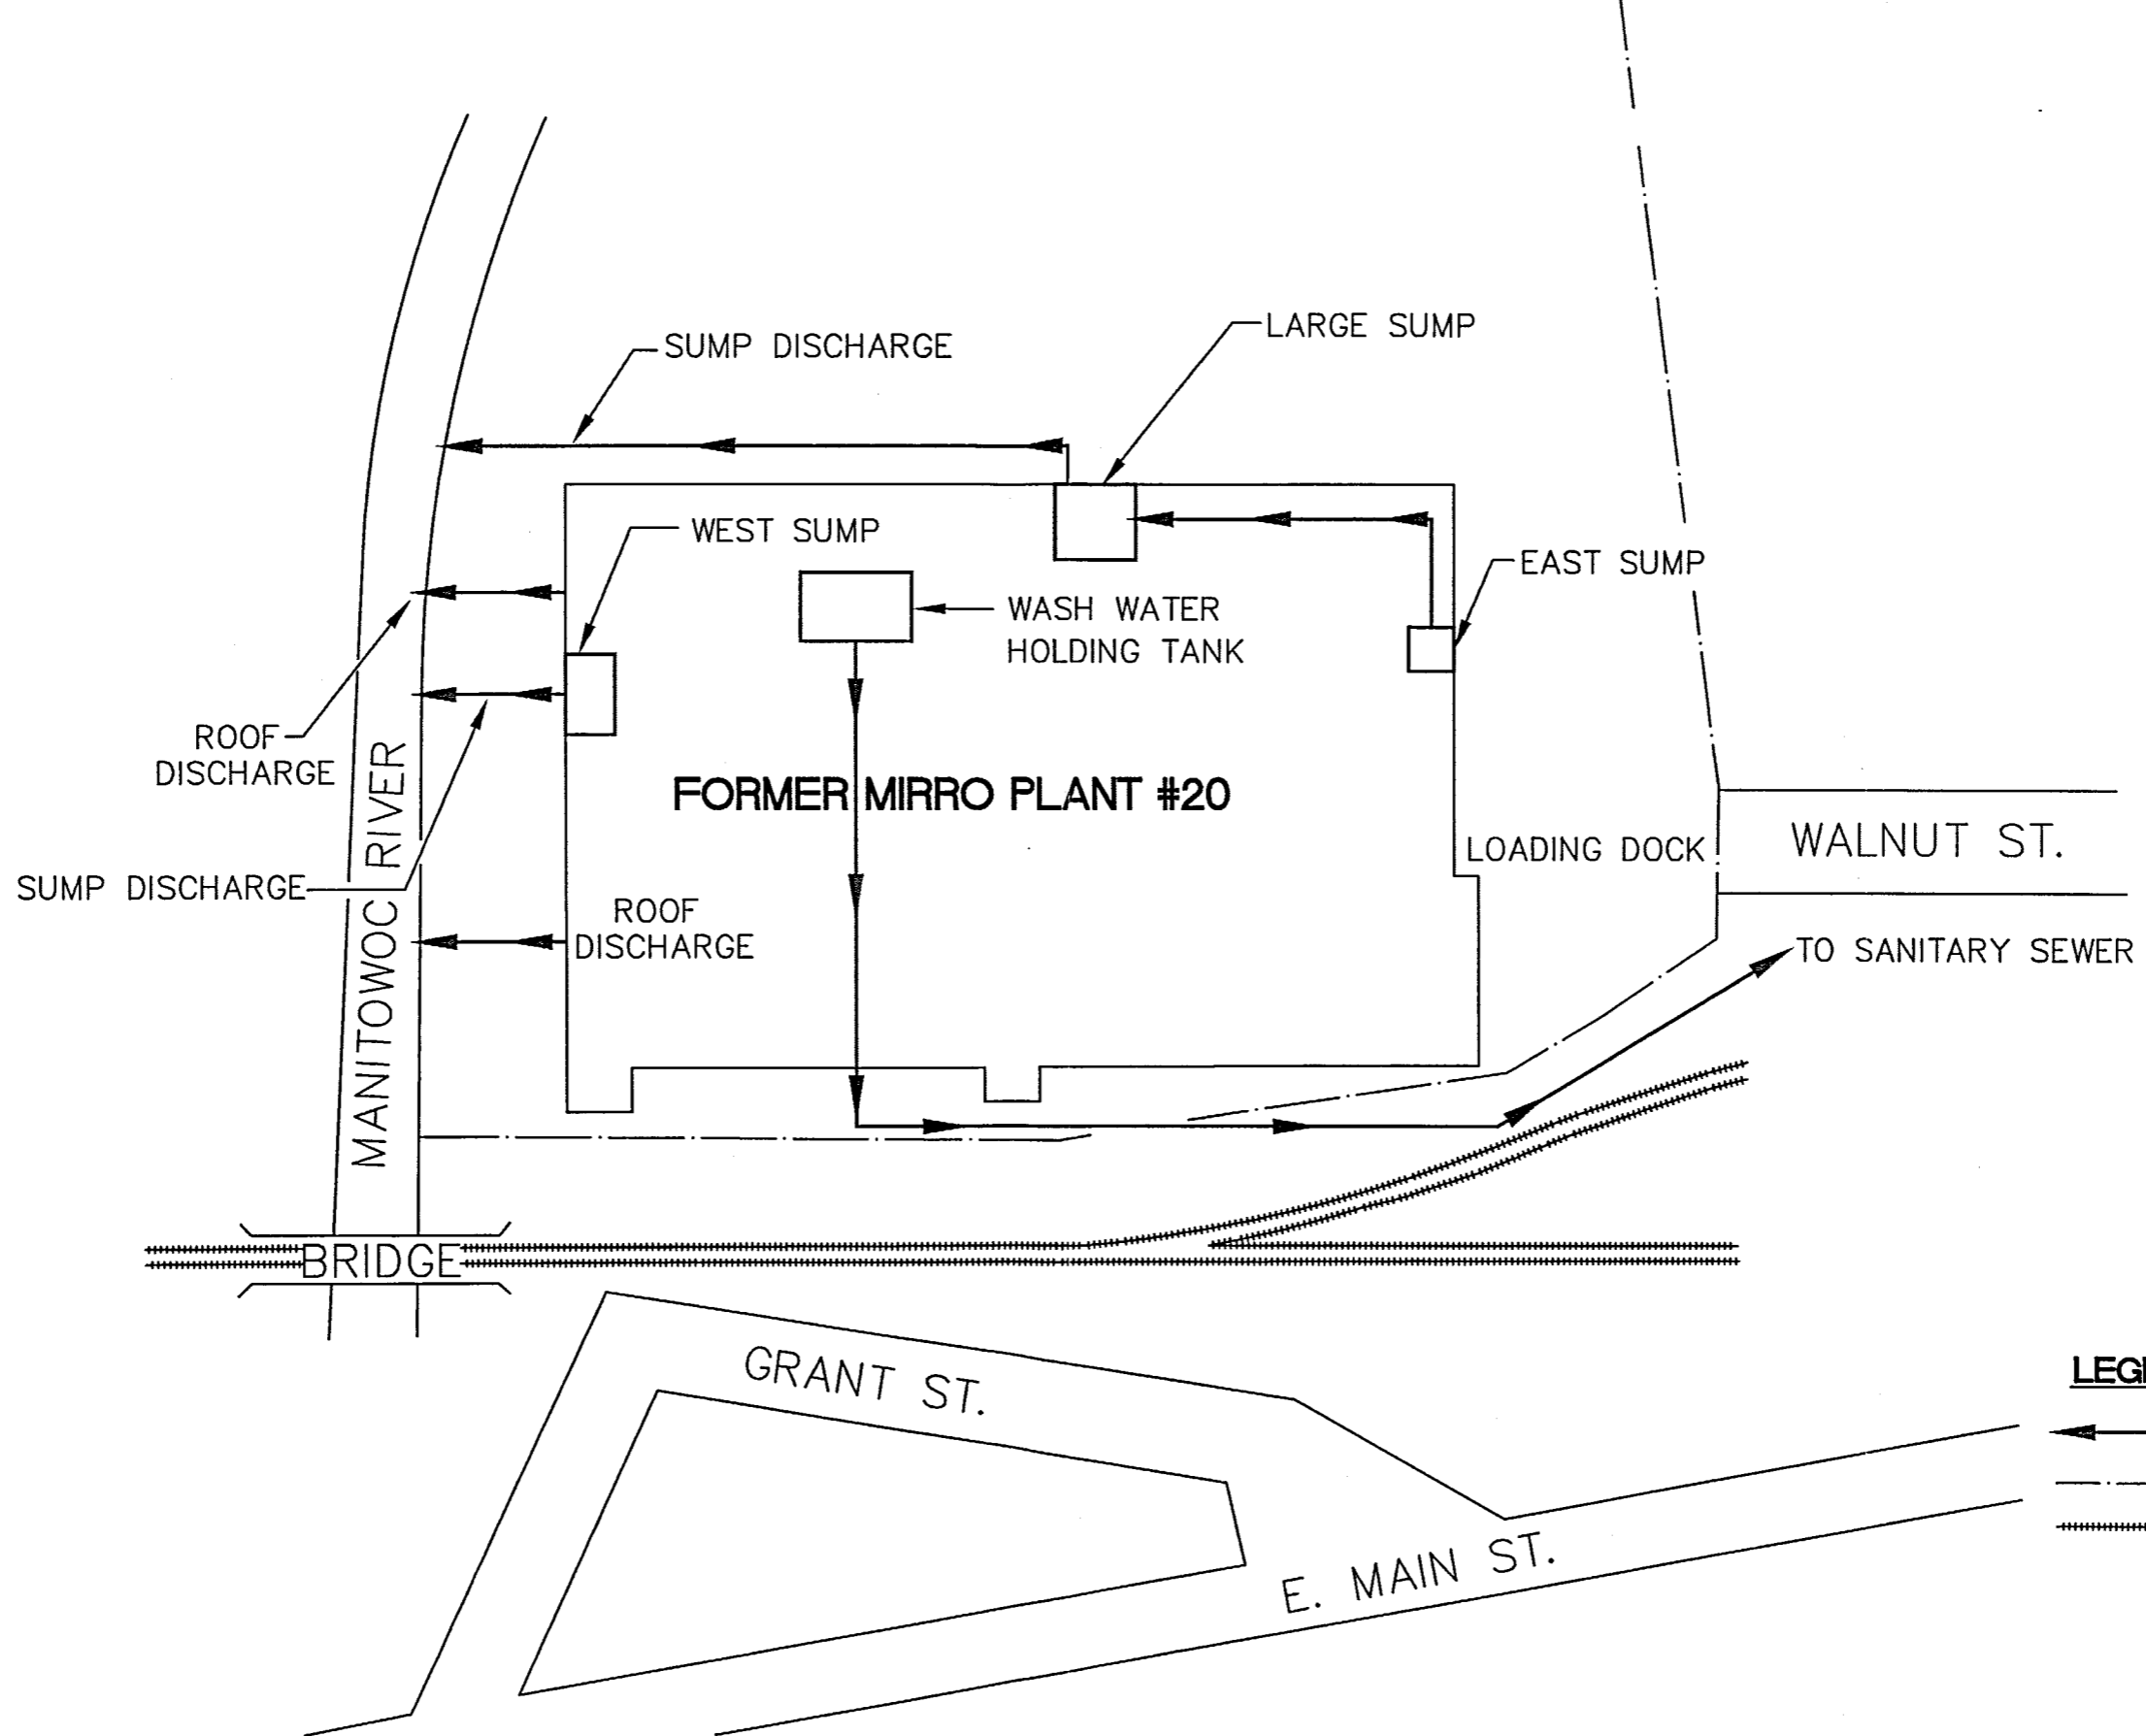 SUMP DISCHARGE
LARGE SUMP
WEST SUMP
EAST SUMP
WASH WATER
HOLDING TANK
ROOF
DISCHARGE
MANITOWOC RIVER
FORMER MIRRO PLANT #20
LOADING DOCK
WALNUT ST.
SUMP DISCHARGE
ROOF
DISCHARGE
TO SANITARY SEWER
BRIDGE
GRANT ST.
E. MAIN ST.